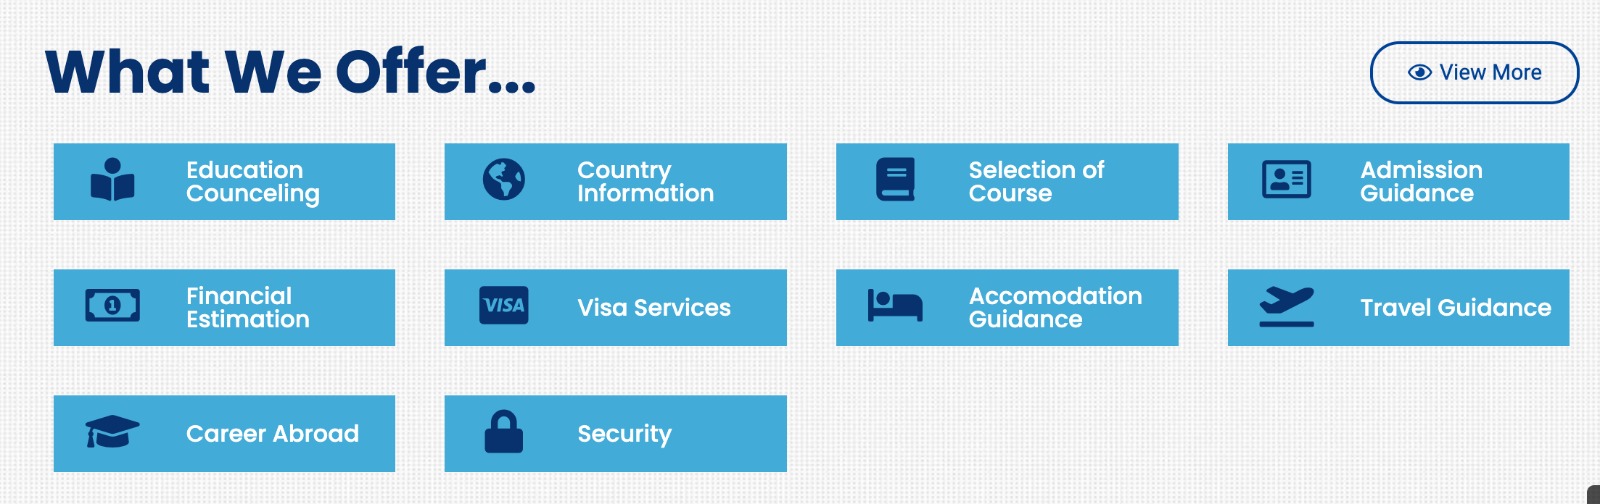 What We Offer...
View More
Education
Counceling
Country
Information
Selection of
Course
Admission
Guidance
1
Financial
Estimation
VISA
Visa Services
Accomodation
Guidance
Travel Guidance
Career Abroad
Security